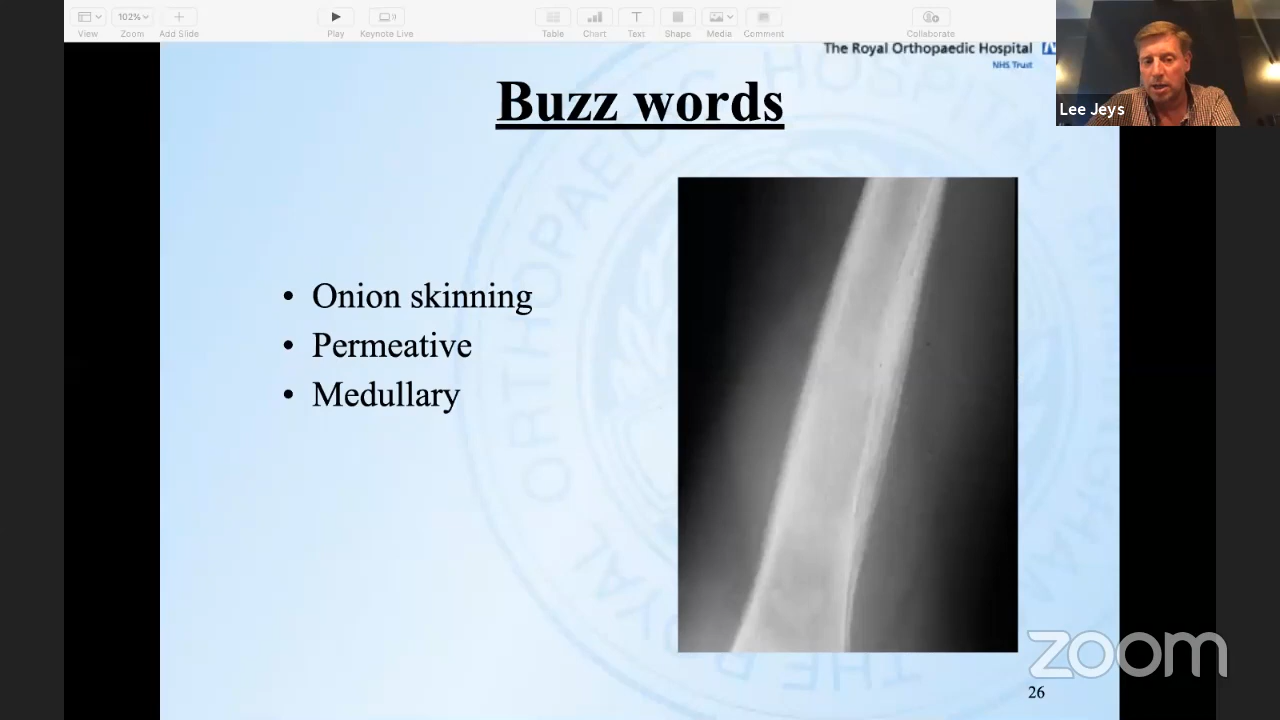 View
102%
Zoom
Add Slide
Play
Keynote Live
Table
Chart
Text
Shape
Media
Comment
Collaborate
The Royal Orthopaedic Hospital
NHS Trust
Lee Jeys
Buzz words
• Onion skinning
• Permeative
• Medullary
zoom
26